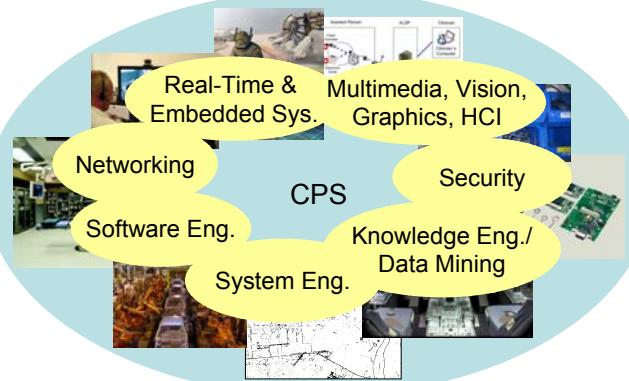 Real-Time &
Embedded Sys.
Multimedia, Vision,
Graphics, HCI
Networking
CPS
Security
Software Eng.
Knowledge Eng./
Data Mining
System Eng.